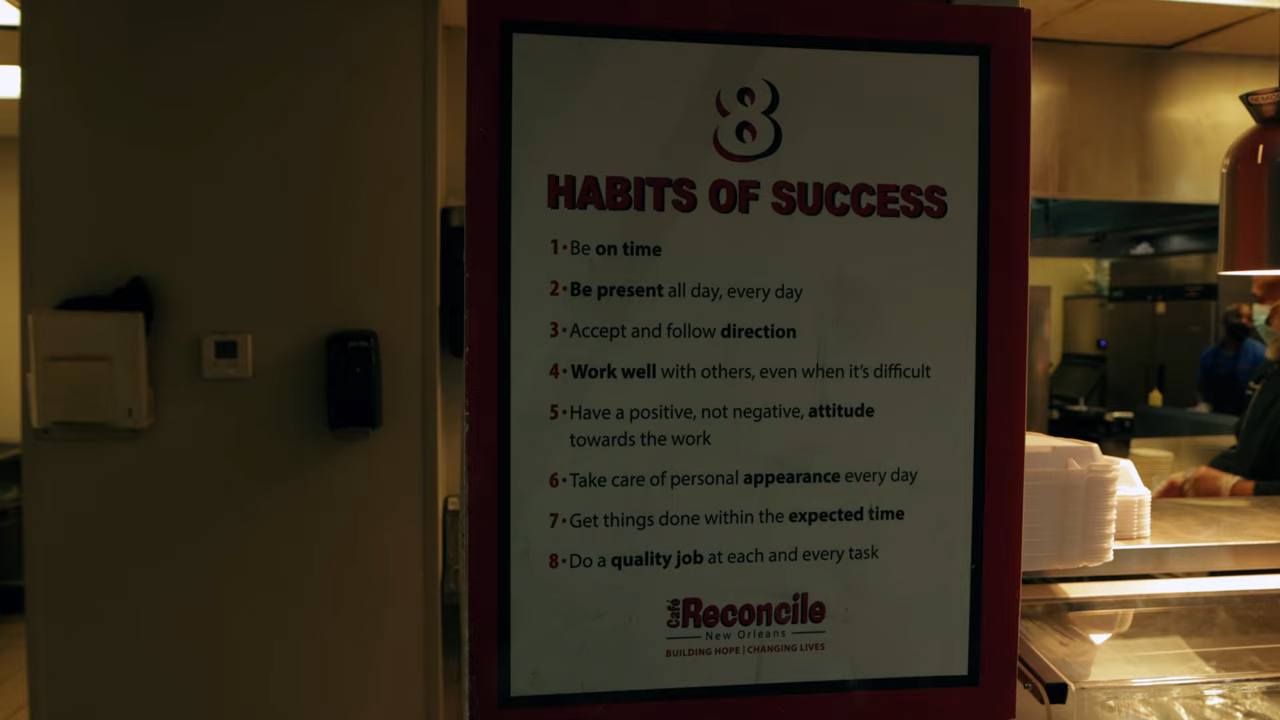 8
HABITS OF SUCCESS
1•Be on time
2•Be present all day, every day
3•Accept and follow direction
4•Work well with others, even when it's difficult
5•Have a positive, not negative, attitude
towards the work
6•Take care of personal appearance every day
7•Get things done within the expected time
8•Do a quality job at each and every task
Café Reconcile
New Orleans
BUILDING HOPE | CHANGING LIVES